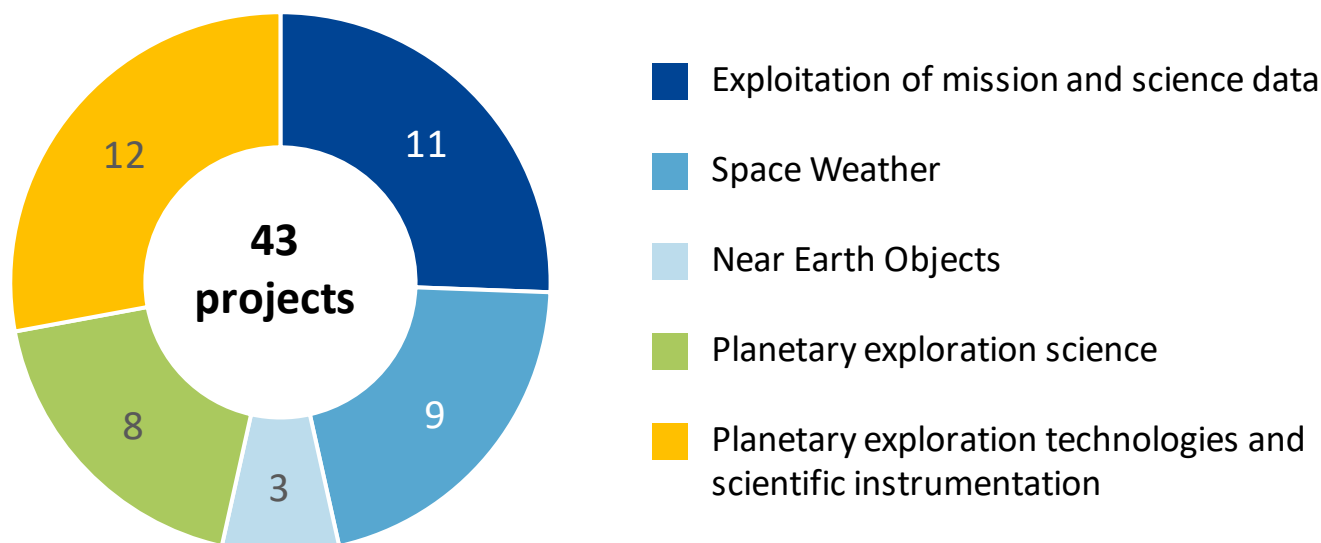 11
9
3
8
12
43
projects
Exploitation of mission and science data
Space Weather
Near Earth Objects
Planetary exploration science
Planetary exploration technologies and
scientific instrumentation